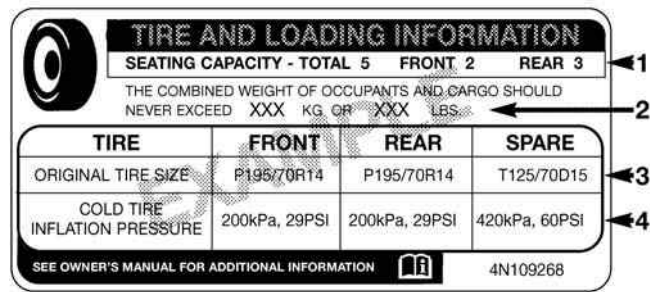 TIRE AND LOADING INFORMATION
SEATING CAPACITY - TOTAL 5 FRONT 2 REAR 3
1
THE COMBINED WEIGHT OF OCCUPANTS AND CARGO SHOULD
NEVER EXCEED XXX KG OR XXX LBS.
2
EXAMPLE
TIRE FRONT REAR SPARE
ORIGINAL TIRE SIZE P195/70R14 P195/70R14 T125/70D15
3
COLD TIRE
INFLATION PRESSURE 200kPa, 29PSI 200kPa, 29PSI 420kPa, 60PSI
4
SEE OWNER'S MANUAL FOR ADDITIONAL INFORMATION 4N109268